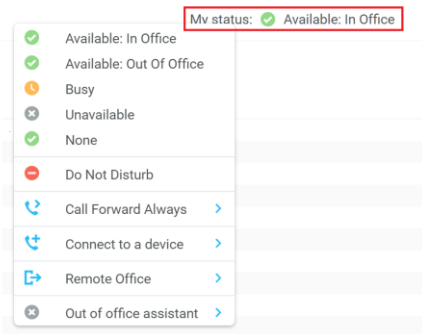 My status: Available: In Office
Available: In Office
Available: Out Of Office
Busy
Unavailable
None
Do Not Disturb
Call Forward Always
Connect to a device
Remote Office
Out of office assistant